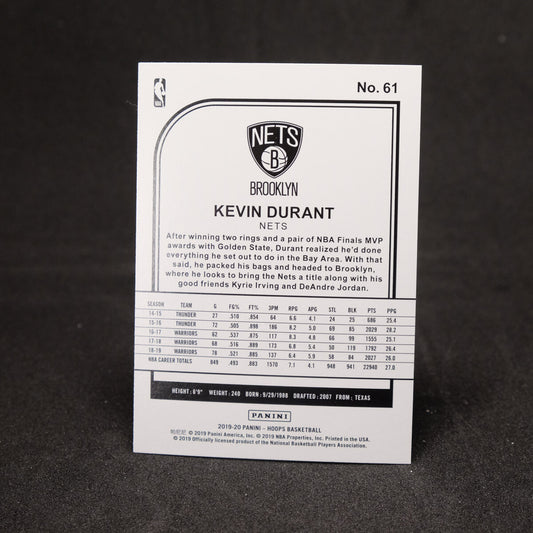 No. 61
NETS
B
BROOKLYN
KEVIN DURANT
NETS
After winning two rings and a pair of NBA Finals MVP
awards with Golden State, Durant realized he'd done
everything he set out to do in the Bay Area. With that
said, he packed his bags and headed to Brooklyn,
where he looks to bring the Nets a title along with his
good friends Kyrie Irving and DeAndre Jordan.
SEASON TEAM G FG% FT% 3PM RPG APG STL BLK PTS PPG
14-15 THUNDER 27 .510 .854 64 6.6 4.1 24 25 686 25.4
15-16 THUNDER 72 .505 .898 186 8.2 5.0 69 85 2029 28.2
16-17 WARRIORS 62 .537 .875 117 8.3 4.8 66 99 1555 25.1
17-18 WARRIORS 68 .516 .889 173 6.8 5.4 50 119 1792 26.4
18-19 WARRIORS 78 .521 .885 137 6.4 5.9 58 84 2027 26.0
NBA CAREER TOTALS 849 .493 .883 1570 7.1 4.1 948 941 22940 27.0
HEIGHT: 6'9" WEIGHT: 240 BORN: 9/29/1988 DRAFTED: 2007 FROM: TEXAS
PANINI
2019-20 PANINI - HOOPS BASKETBALL
© 2019 Panini America, Inc. © 2019 NBA Properties, Inc. Printed in the USA.
© 2019 Officially licensed product of the National Basketball Players Association.